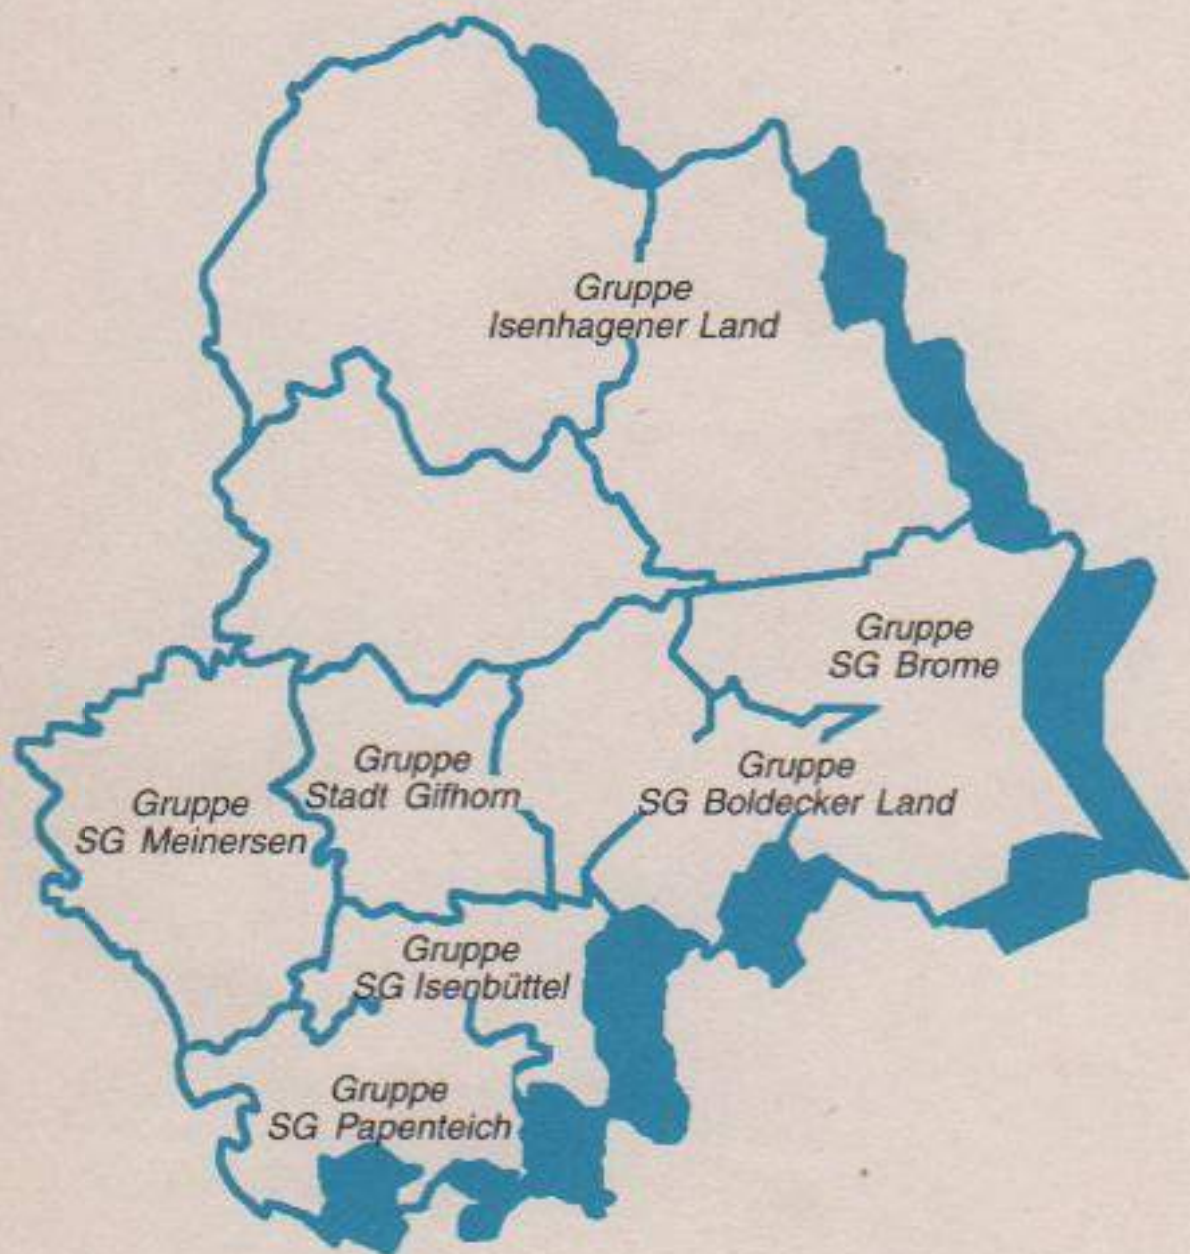 Gruppe
Isenhagener Land
Gruppe
SG Brome
Gruppe
Stadt Gifhorn
Gruppe
SG Boldecker Land
Gruppe
SG Meinersen
Gruppe
SG Isenbüttel
Gruppe
SG Papenteich